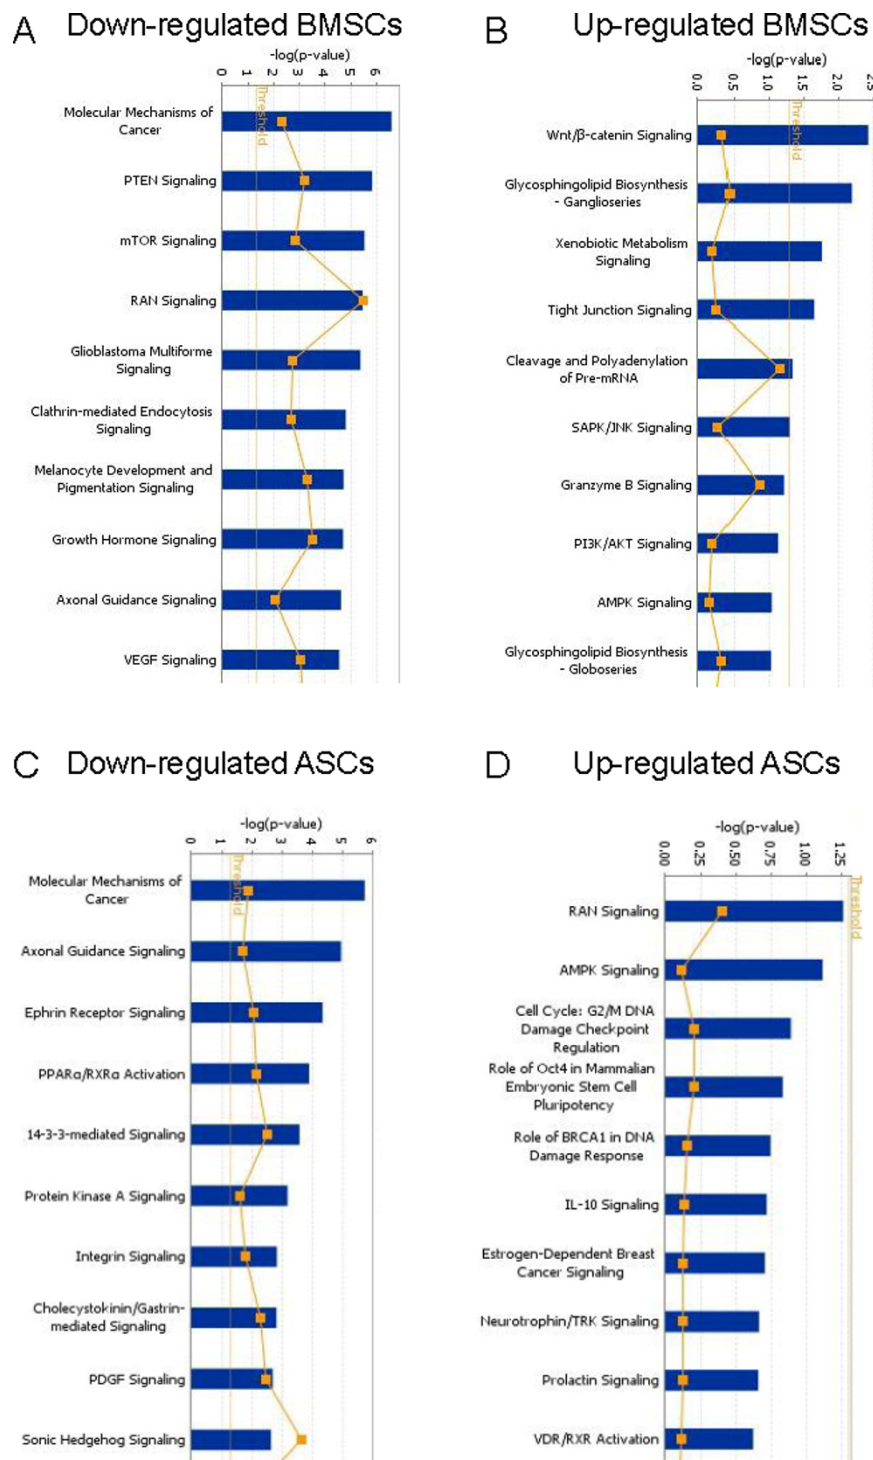 A Down-regulated BMSCs
-log(p-value)
0 1 2 3 4 5 6
Threshold
Molecular Mechanisms of
Cancer
PTEN Signaling
mTOR Signaling
RAN Signaling
Glioblastoma Multiforme
Signaling
Clathrin-mediated Endocytosis
Signaling
Melanocyte Development and
Pigmentation Signaling
Growth Hormone Signaling
Axonal Guidance Signaling
VEGF Signaling
B Up-regulated BMSCs
-log(p-value)
0.0 0.5 1.0 1.5 2.0 2.5
Threshold
Wnt/β-catenin Signaling
Glycosphingolipid Biosynthesis
- Ganglioseries
Xenobiotic Metabolism
Signaling
Tight Junction Signaling
Cleavage and Polyadenylation
of Pre-mRNA
SAPK/JNK Signaling
Granzyme B Signaling
PI3K/AKT Signaling
AMPK Signaling
Glycosphingolipid Biosynthesis
- Globoseries
C Down-regulated ASCs
-log(p-value)
0 1 2 3 4 5 6
Threshold
Molecular Mechanisms of
Cancer
Axonal Guidance Signaling
Ephrin Receptor Signaling
PPARα/RXRα Activation
14-3-3-mediated Signaling
Protein Kinase A Signaling
Integrin Signaling
Cholecystokinin/Gastrin-
mediated Signaling
PDGF Signaling
Sonic Hedgehog Signaling
D Up-regulated ASCs
-log(p-value)
0.00 0.25 0.50 0.75 1.00 1.25
Threshold
RAN Signaling
AMPK Signaling
Cell Cycle: G2/M DNA
Damage Checkpoint
Regulation
Role of Oct4 in Mammalian
Embryonic Stem Cell
Pluripotency
Role of BRCA1 in DNA
Damage Response
IL-10 Signaling
Estrogen-Dependent Breast
Cancer Signaling
Neurotrophin/TRK Signaling
Prolactin Signaling
VDR/RXR Activation